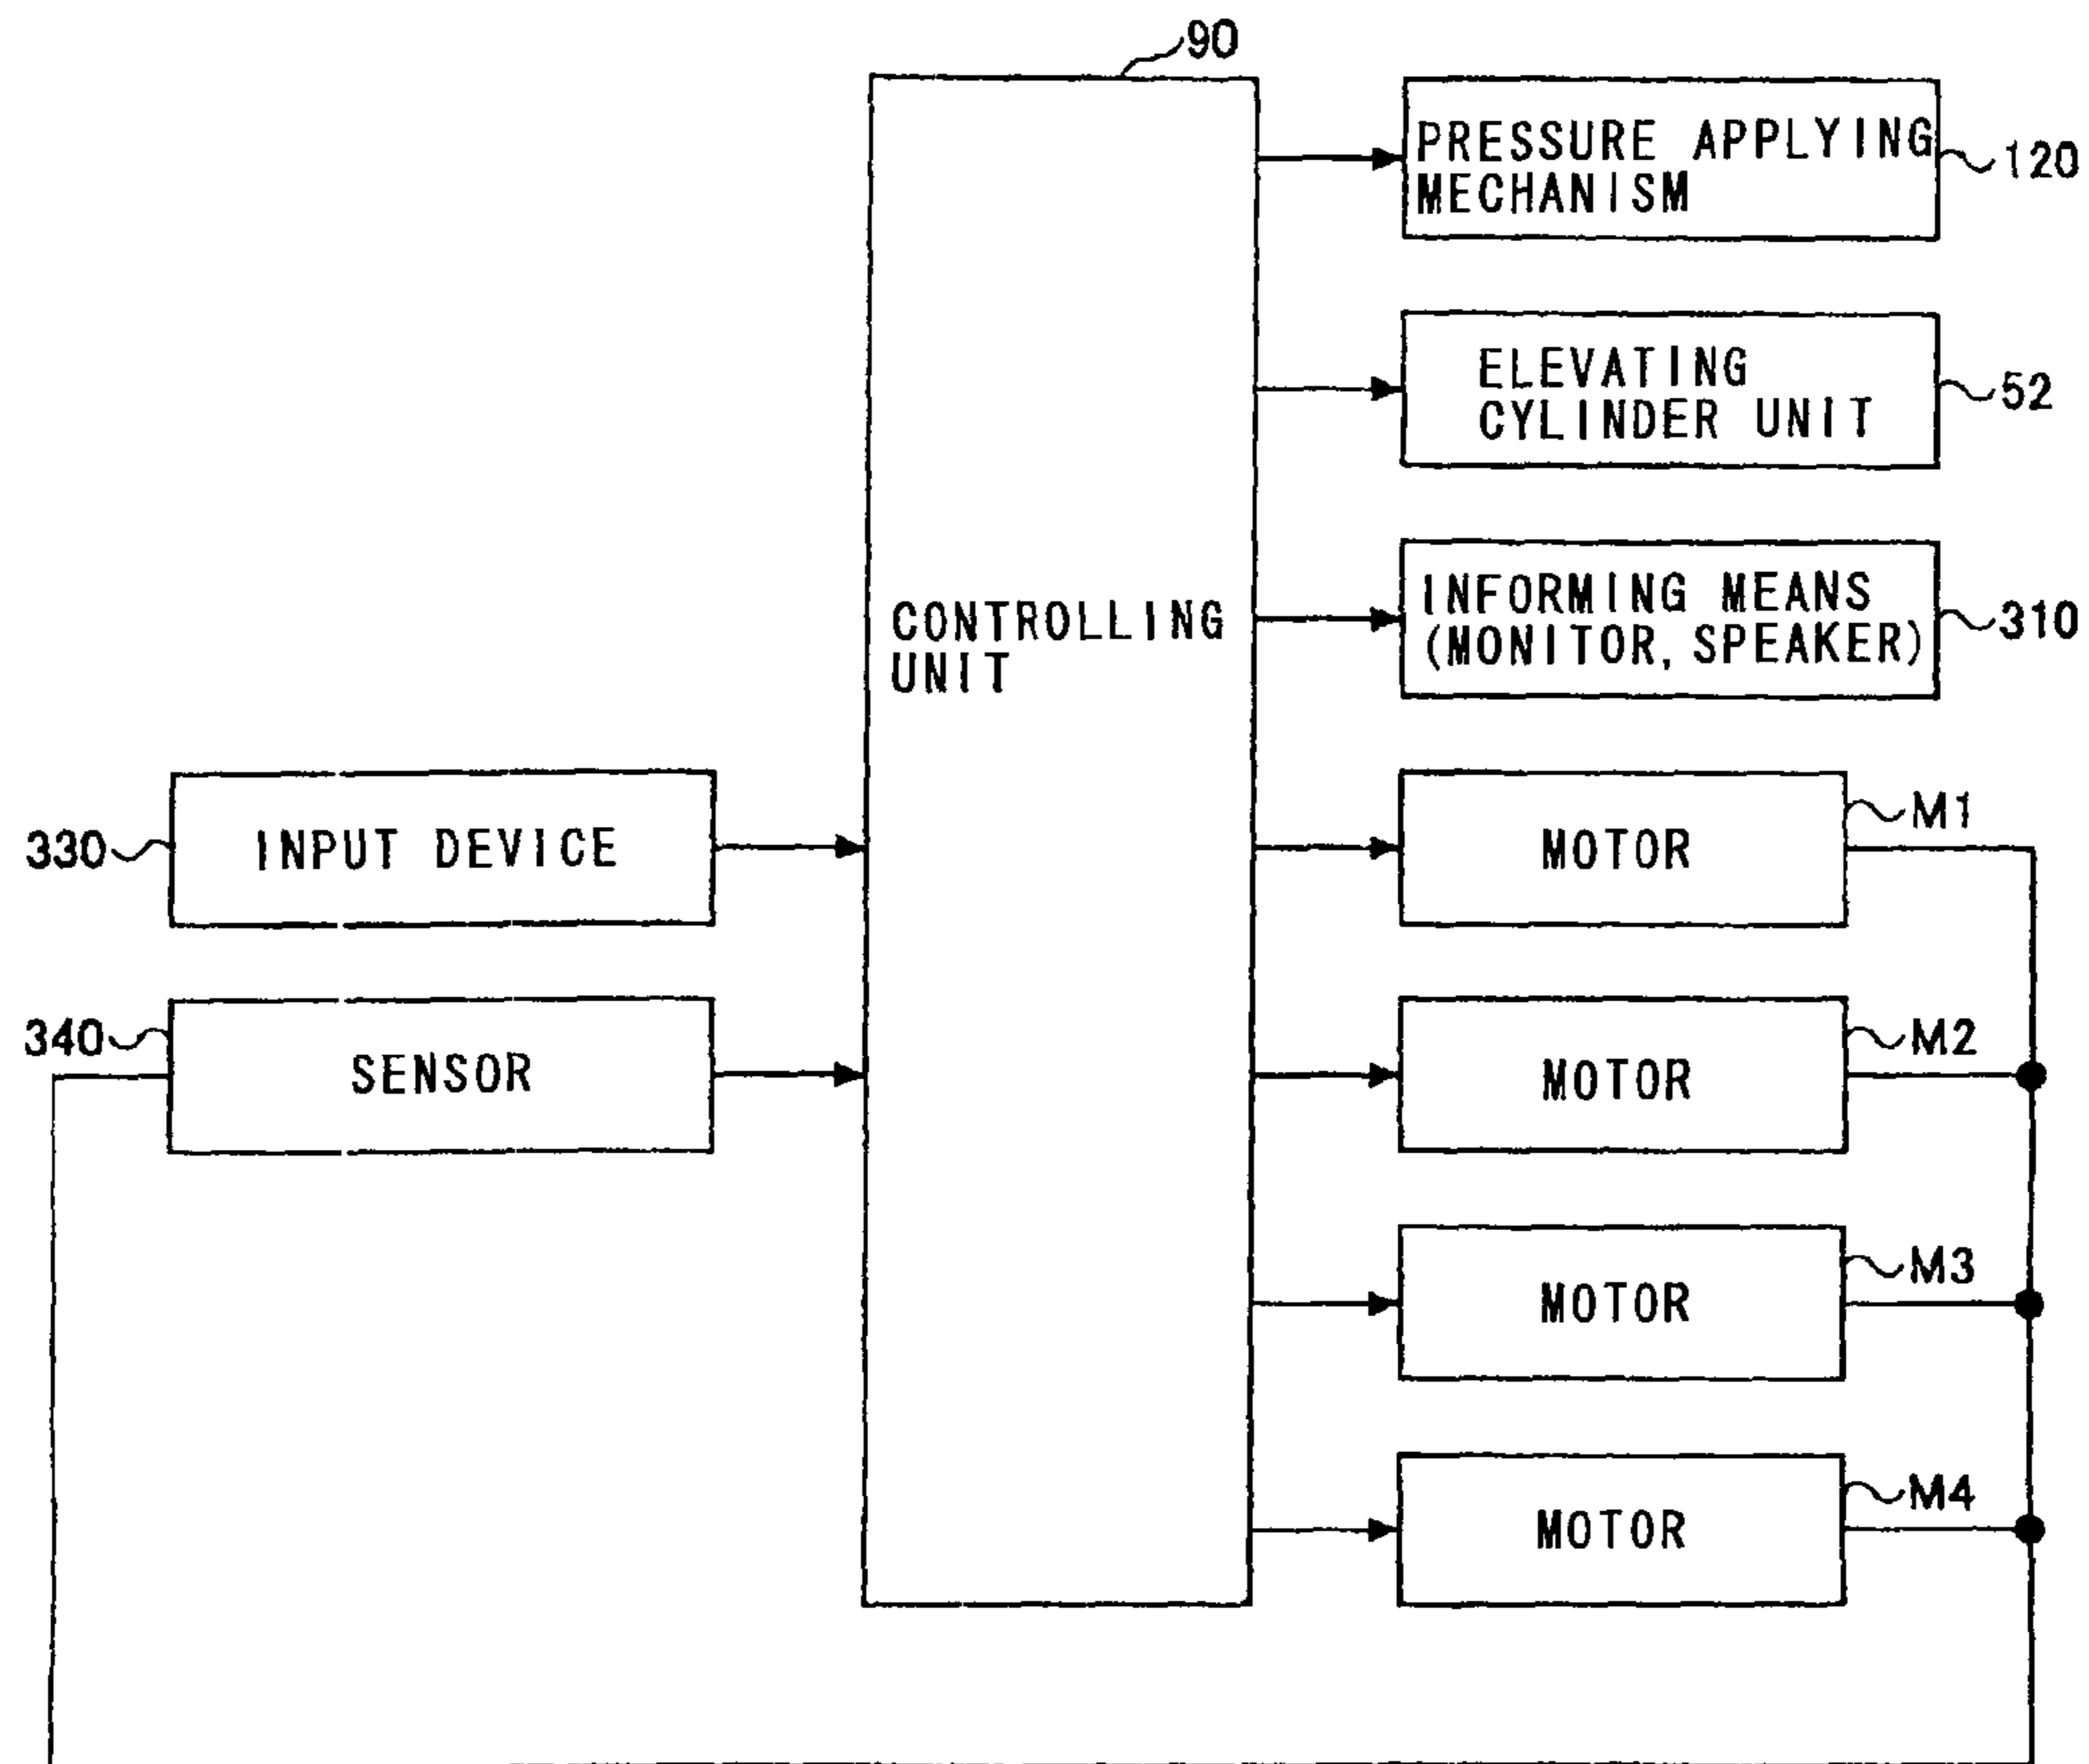 90
PRESSURE APPLYING
MECHANISM
120
ELEVATING
CYLINDER UNIT
52
INFORMING MEANS
(MONITOR, SPEAKER)
310
CONTROLLING
UNIT
330
INPUT DEVICE
MOTOR
M1
340
SENSOR
MOTOR
M2
MOTOR
M3
MOTOR
M4